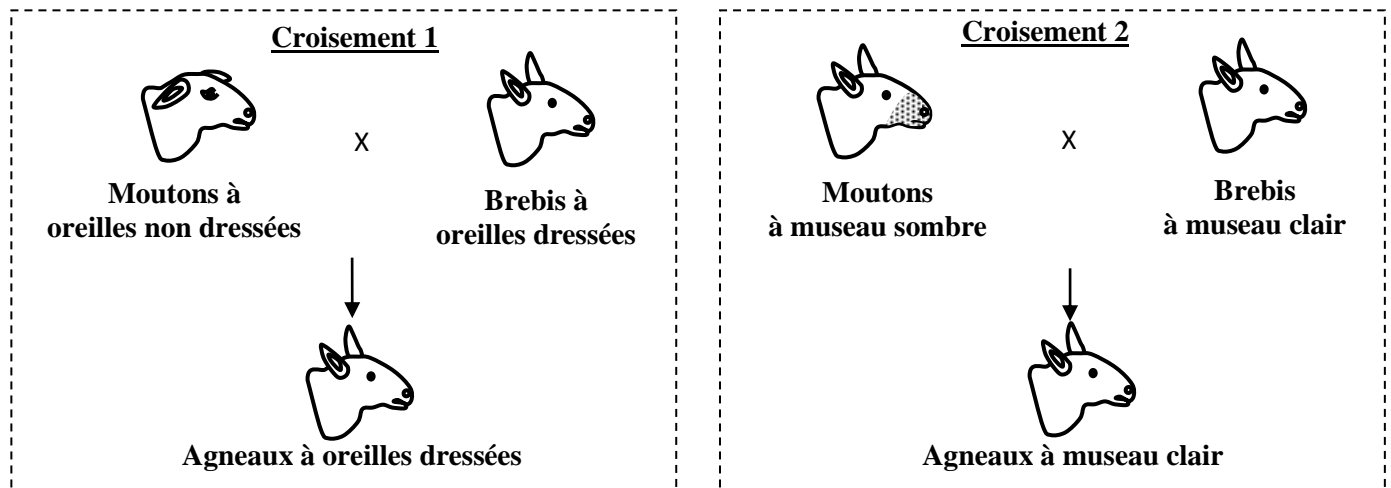 Croisement 1
X
Moutons à
oreilles non dressées
Brebis à
oreilles dressées
Agneaux à oreilles dressées
Croisement 2
X
Moutons
à museau sombre
Brebis
à museau clair
Agneaux à museau clair